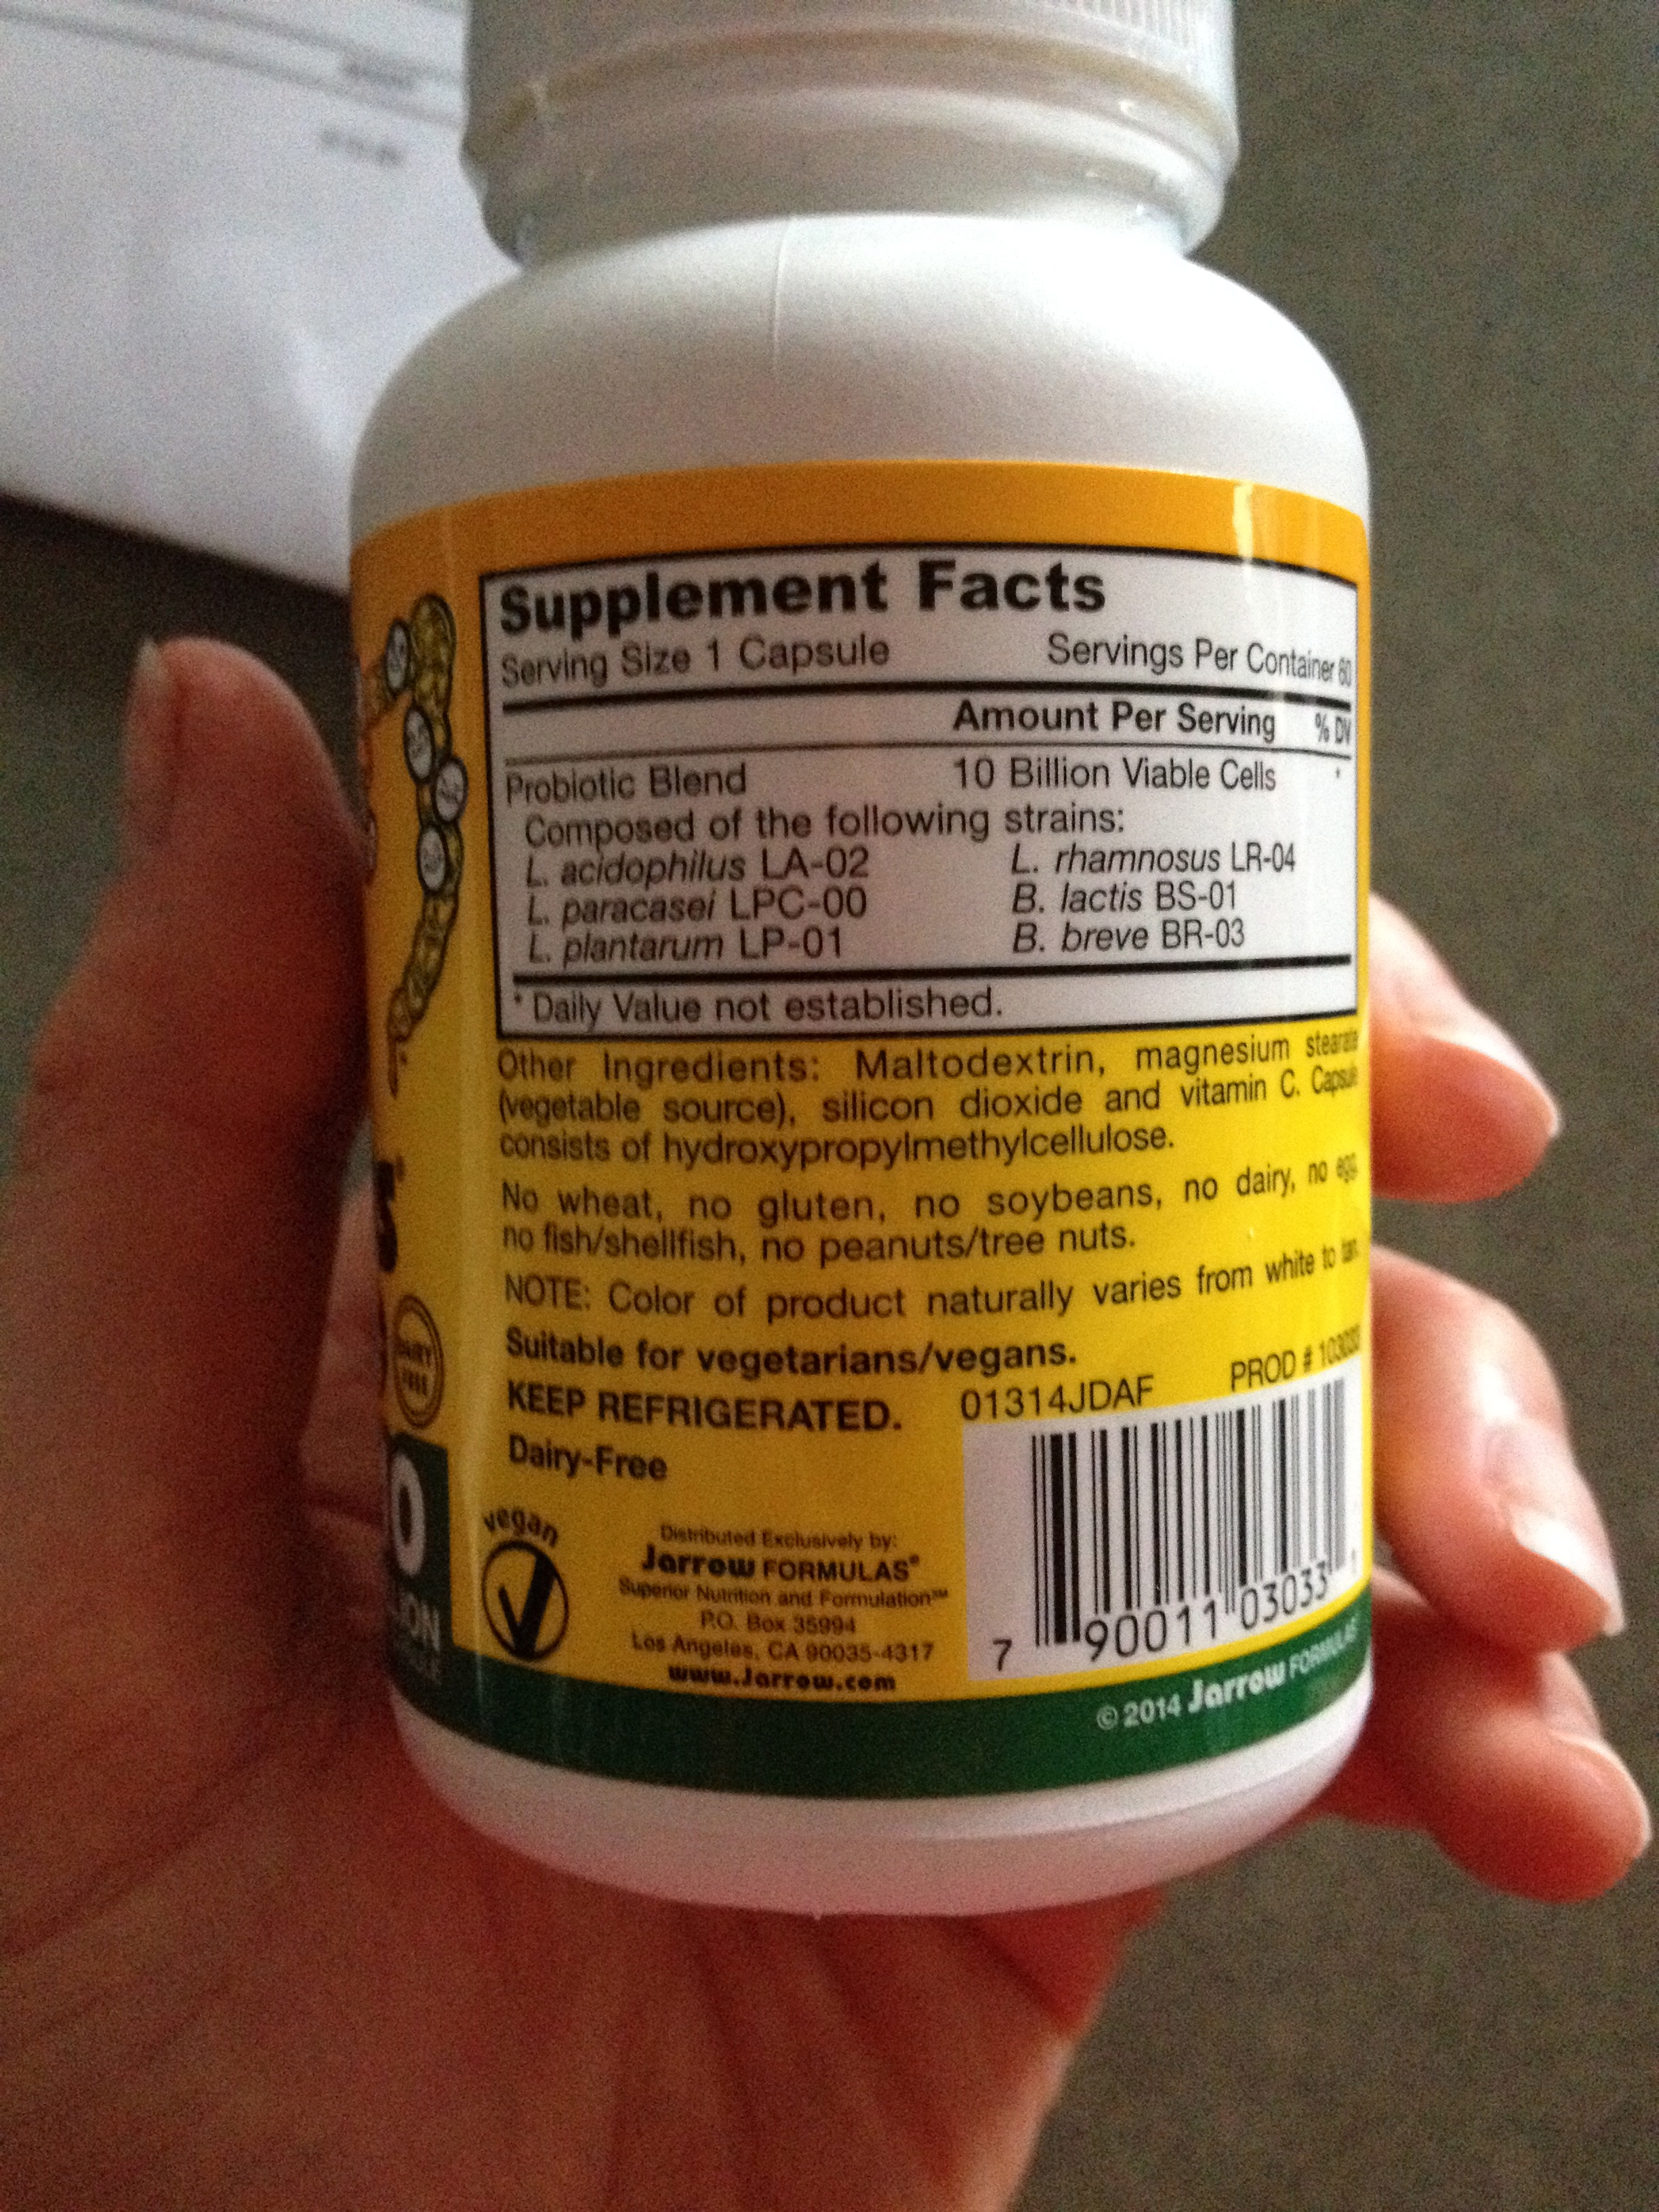 Supplement Facts
Serving Size 1 Capsule Servings Per Container 60
Amount Per Serving % DV
Probiotic Blend 10 Billion Viable Cells *
Composed of the following strains:
L. acidophilus LA-02 L. rhamnosus LR-04
L. paracasei LPC-00 B. lactis BS-01
L. plantarum LP-01 B. breve BR-03
* Daily Value not established.
Other Ingredients: Maltodextrin, magnesium stearate
(vegetable source), silicon dioxide and vitamin C. Capsule
consists of hydroxypropylmethylcellulose.
No wheat, no gluten, no soybeans, no dairy, no egg,
no fish/shellfish, no peanuts/tree nuts.
NOTE: Color of product naturally varies from white to tan.
Suitable for vegetarians/vegans.
KEEP REFRIGERATED. 01314JDAF PROD #
Dairy-Free
vegan
Distributed Exclusively by:
Jarrow FORMULAS®
Superior Nutrition and Formulation℠
P.O. Box 35994
Los Angeles, CA 90035-4317
www.Jarrow.com
7 90011 03033 1
© 2014 Jarrow FORMULAS
DAIRY
FREE